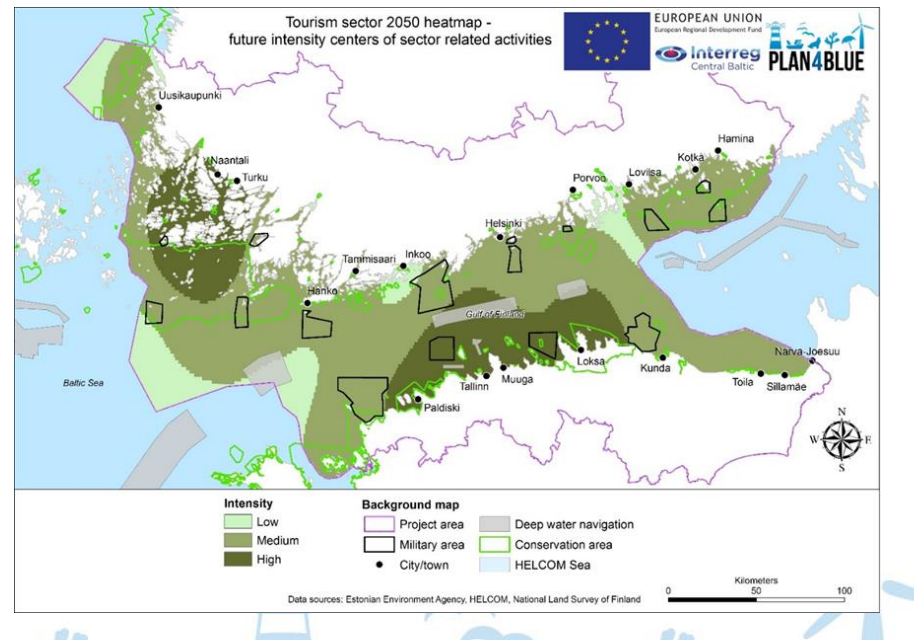 Tourism sector 2050 heatmap -
future intensity centers of sector related activities
EUROPEAN UNION
European Regional Development Fund
Interreg
Central Baltic
PLAN4BLUE
Uusikaupunki
Naantali
Turku
Hamina
Kotka
Loviisa
Porvoo
Helsinki
Inkoo
Tammisaari
Hanko
Gulf of Finland
Baltic Sea
Narva-Joesuu
Loksa
Kunda
Toila
Sillamäe
Tallinn
Muuga
Paldiski
N
W
E
S
Intensity
Low
Medium
High
Background map
Project area
Military area
City/town
Deep water navigation
Conservation area
HELCOM Sea
Kilometers
0 50 100
Data sources: Estonian Environment Agency, HELCOM, National Land Survey of Finland